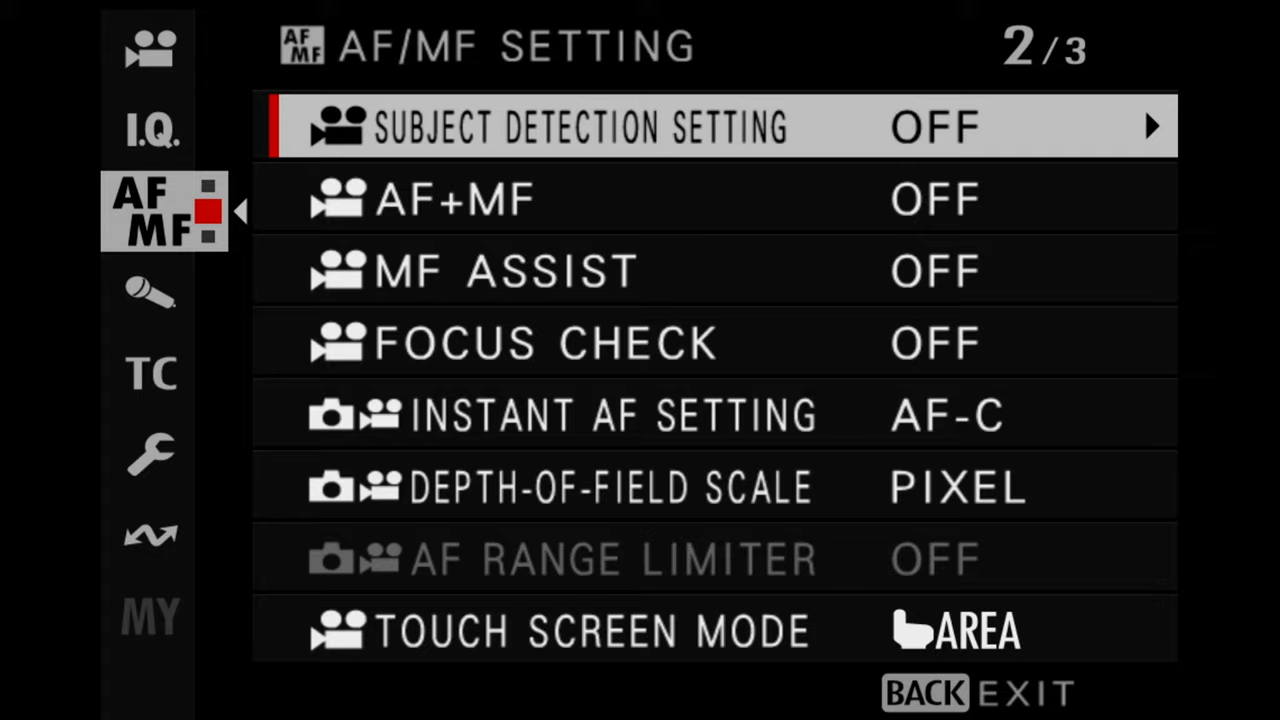 AF/MF SETTING 2/3
I.Q.
AF MF
TC
MY
SUBJECT DETECTION SETTING OFF
AF+MF OFF
MF ASSIST OFF
FOCUS CHECK OFF
INSTANT AF SETTING AF-C
DEPTH-OF-FIELD SCALE PIXEL
AF RANGE LIMITER OFF
TOUCH SCREEN MODE AREA
BACK EXIT